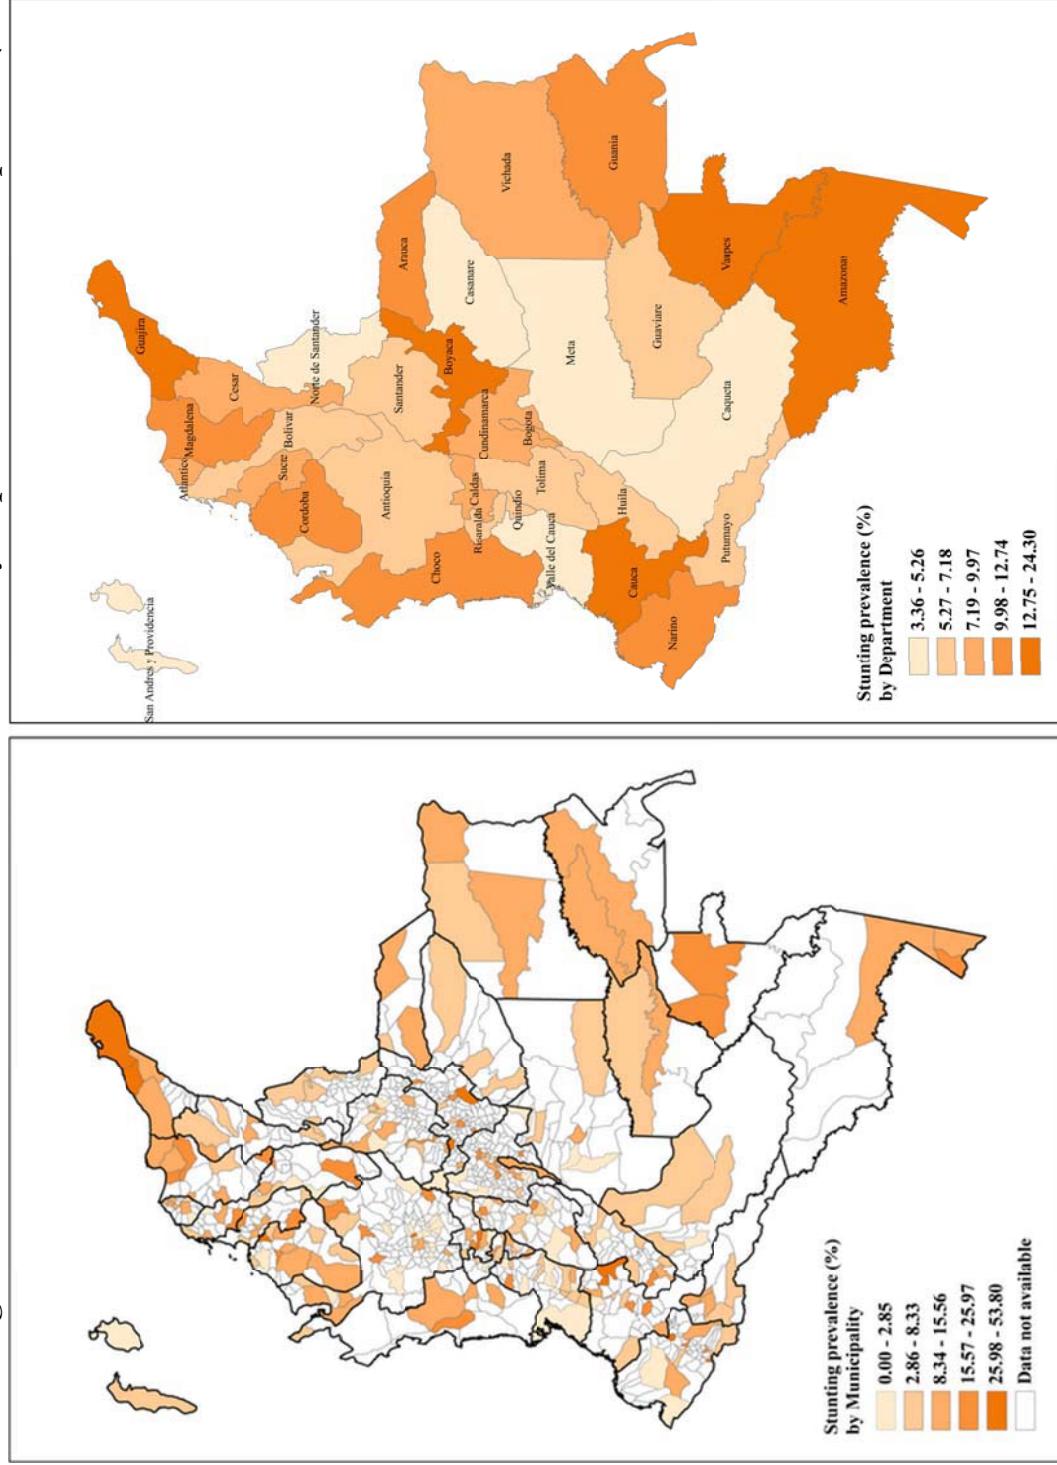 Stunting prevalence (%)
by Municipality
0.00 - 2.85
2.86 - 8.33
8.34 - 15.56
15.57 - 25.97
25.98 - 53.80
Data not available
San Andres y Providencia
Guajira
Atlantico
Magdalena
Cesar
Sucre
Bolivar
Norte de Santander
Cordoba
Antioquia
Santander
Arauca
Choco
Risaralda
Caldas
Boyaca
Casanare
Cundinamarca
Vichada
Quindio
Tolima
Bogota
Valle del Cauca
Meta
Guania
Cauca
Huila
Guaviare
Narino
Putumayo
Caqueta
Vaupes
Amazonas
Stunting prevalence (%)
by Department
3.36 - 5.26
5.27 - 7.18
7.19 - 9.97
9.98 - 12.74
12.75 - 24.30